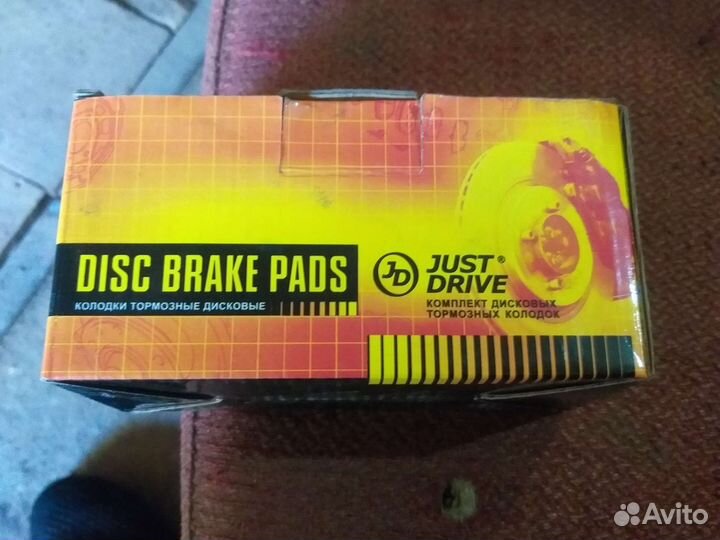 DISC BRAKE PADS
КОЛОДКИ ТОРМОЗНЫЕ ДИСКОВЫЕ
JD
JUST®
DRIVE
КОМПЛЕКТ ДИСКОВЫХ
ТОРМОЗНЫХ КОЛОДОК
Avito